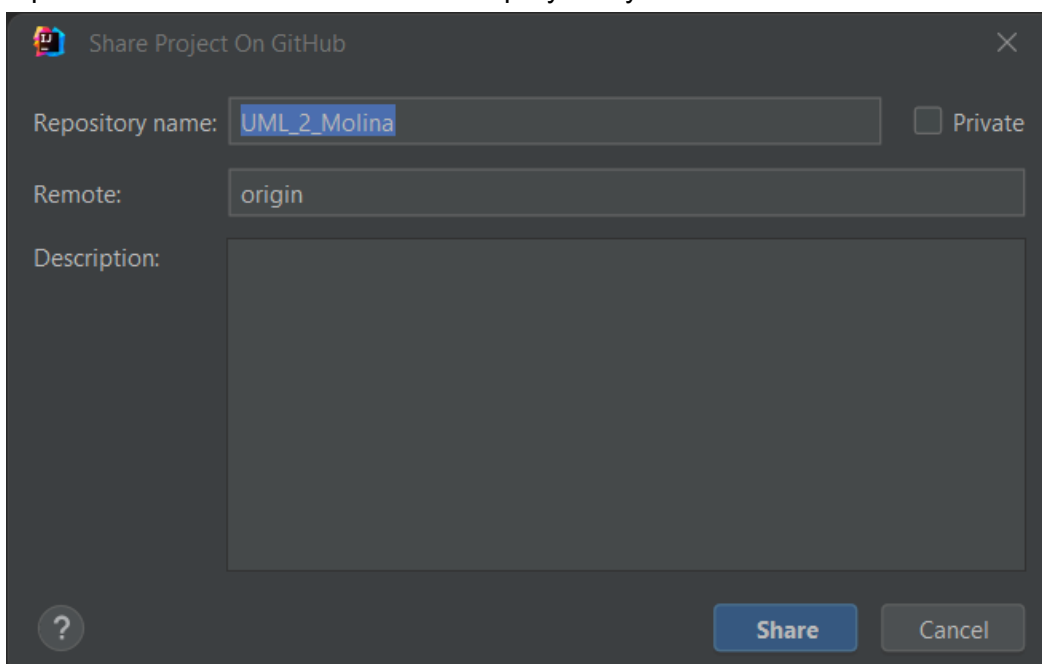 Share Project On GitHub
Repository name: UML_2_Molina Private
Remote: origin
Description:
? Share Cancel